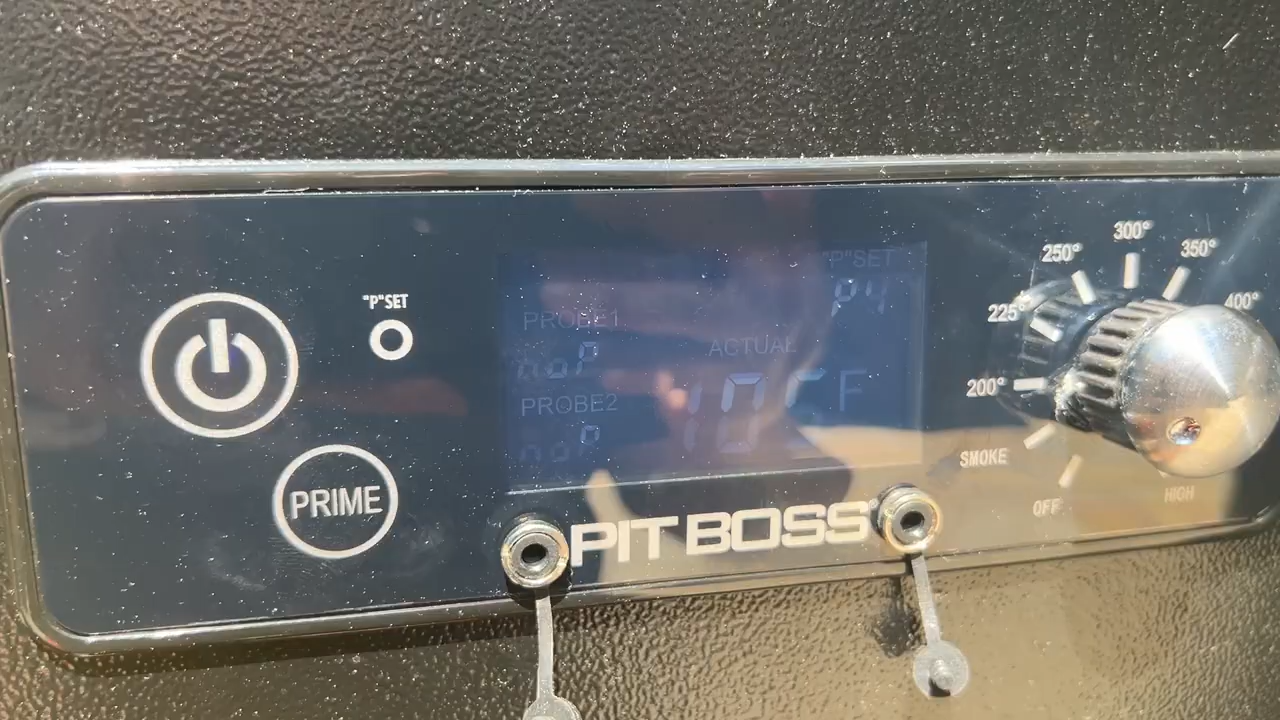 "P"SET
PRIME
"P"SET
P4
PROBE1
noP
ACTUAL
PROBE2
noP
PIT BOSS
OFF
SMOKE
200°
225°
250°
300°
350°
400°
HIGH